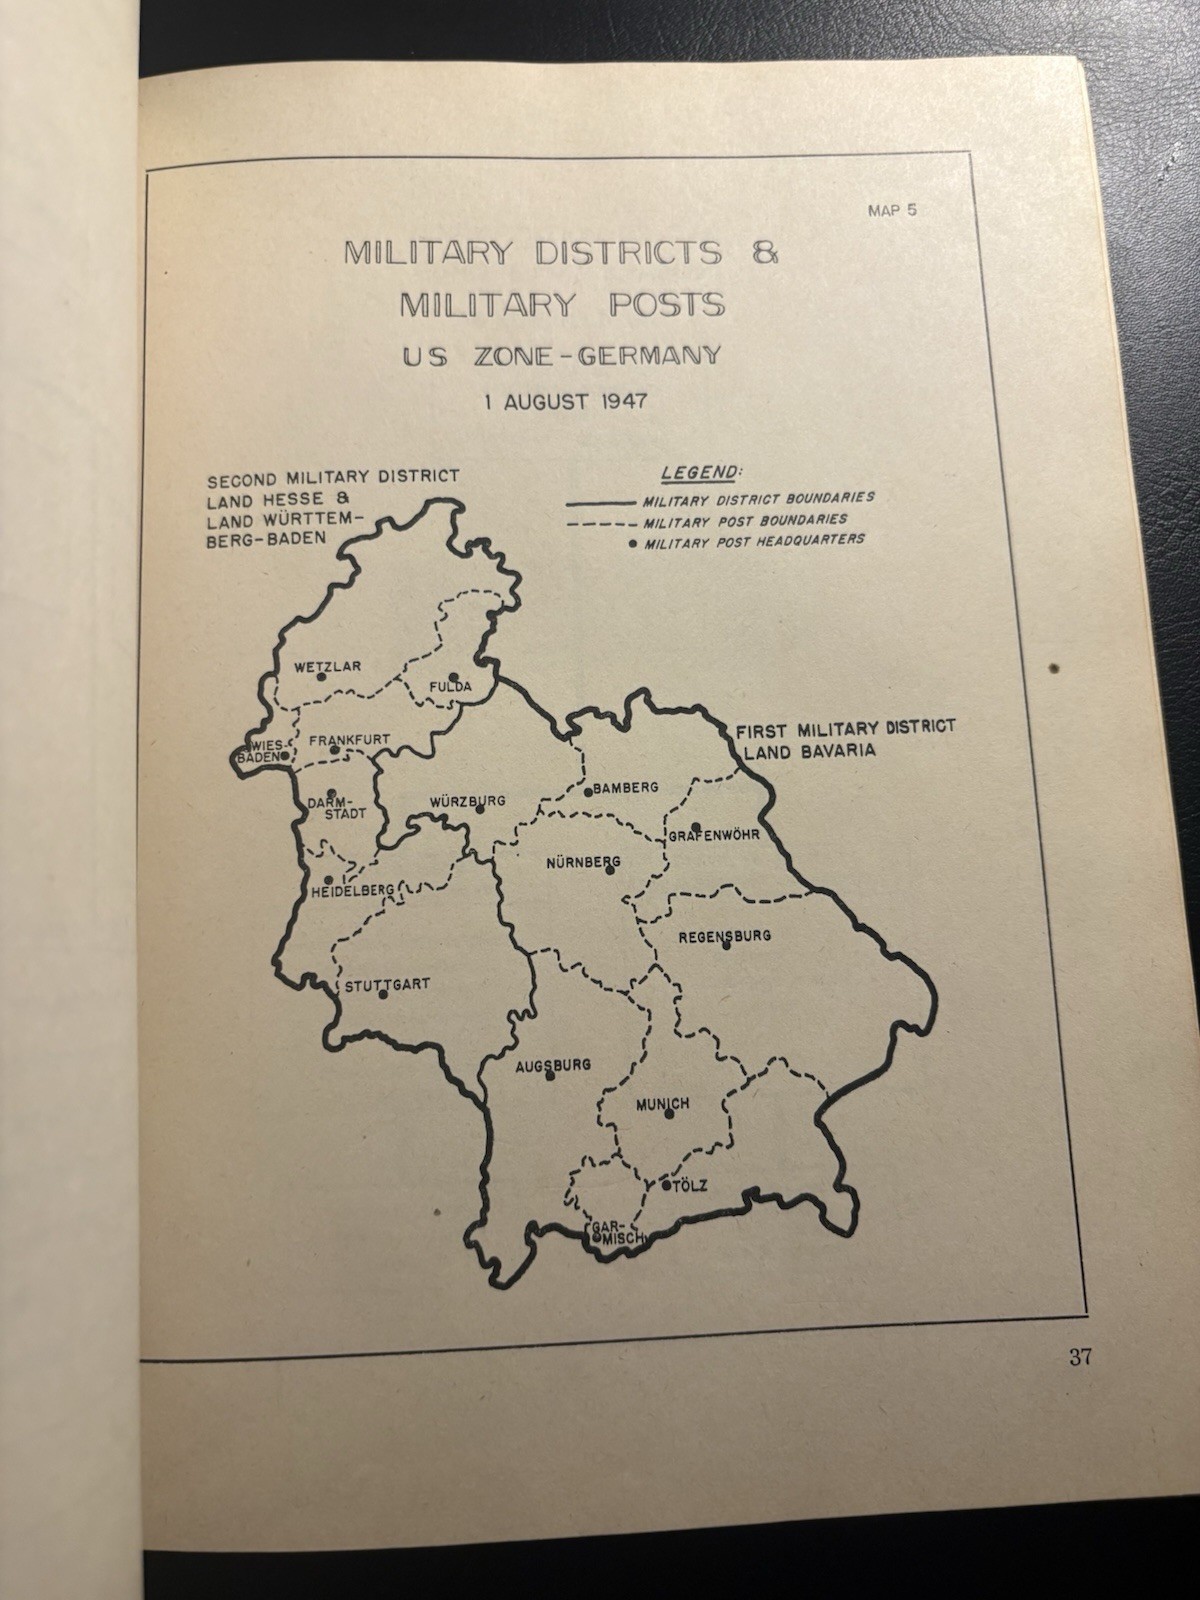 MAP 5
MILITARY DISTRICTS &
MILITARY POSTS
US ZONE-GERMANY
1 AUGUST 1947
SECOND MILITARY DISTRICT
LAND HESSE &
LAND WÜRTTEM-
BERG-BADEN
LEGEND:
MILITARY DISTRICT BOUNDARIES
MILITARY POST BOUNDARIES
MILITARY POST HEADQUARTERS
WETZLAR
FULDA
FIRST MILITARY DISTRICT
LAND BAVARIA
WIES-
BADEN
FRANKFURT
BAMBERG
DARM-
STADT
WÜRZBURG
GRAFENWÖHR
NÜRNBERG
HEIDELBERG
REGENSBURG
STUTTGART
AUGSBURG
MUNICH
TÖLZ
GAR-
MISCH
37